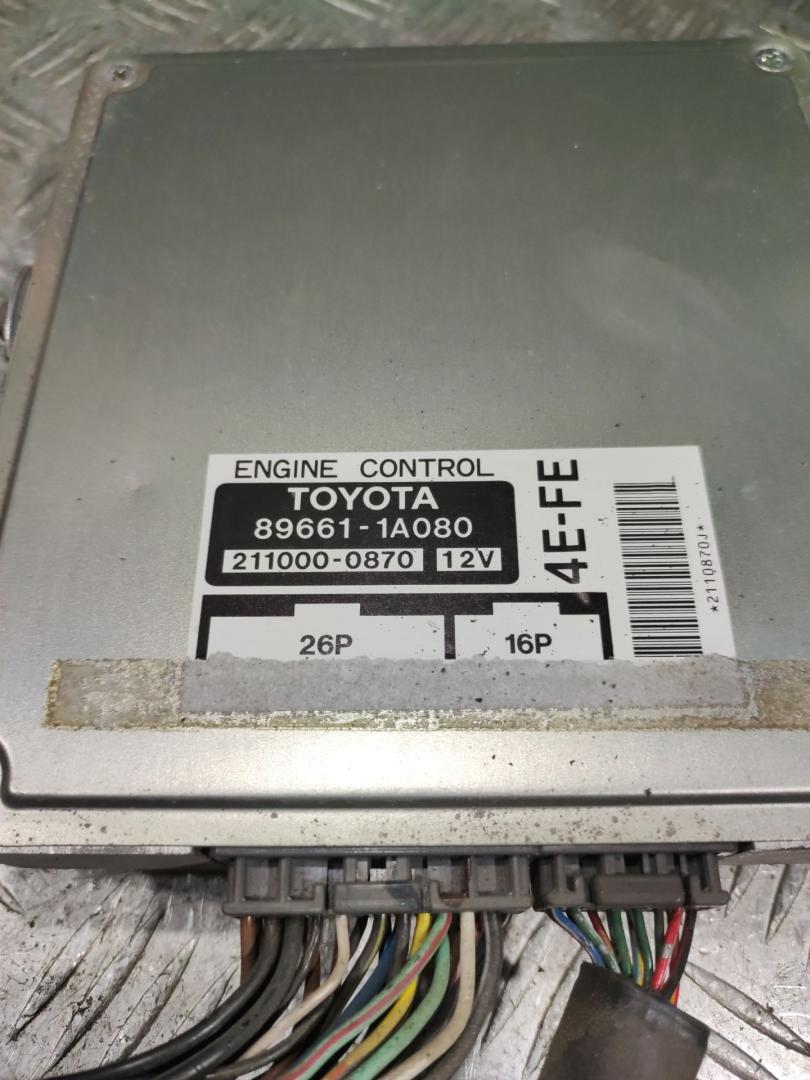 ENGINE CONTROL
TOYOTA
89661-1A080
211000-0870 12V
4E-FE
*2110870J*
26P 16P